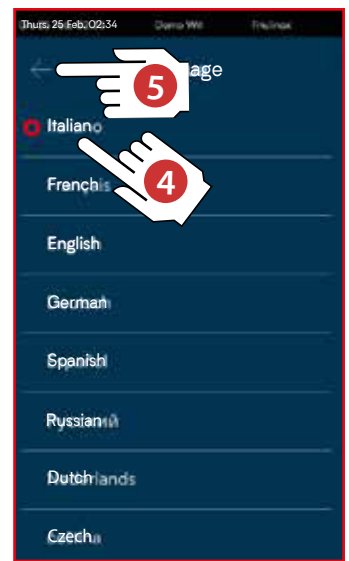 Thurs, 25 Feb, 02:34
age
5
Italiano
4
French
English
German
Spanish
Russian
Dutch
Czech